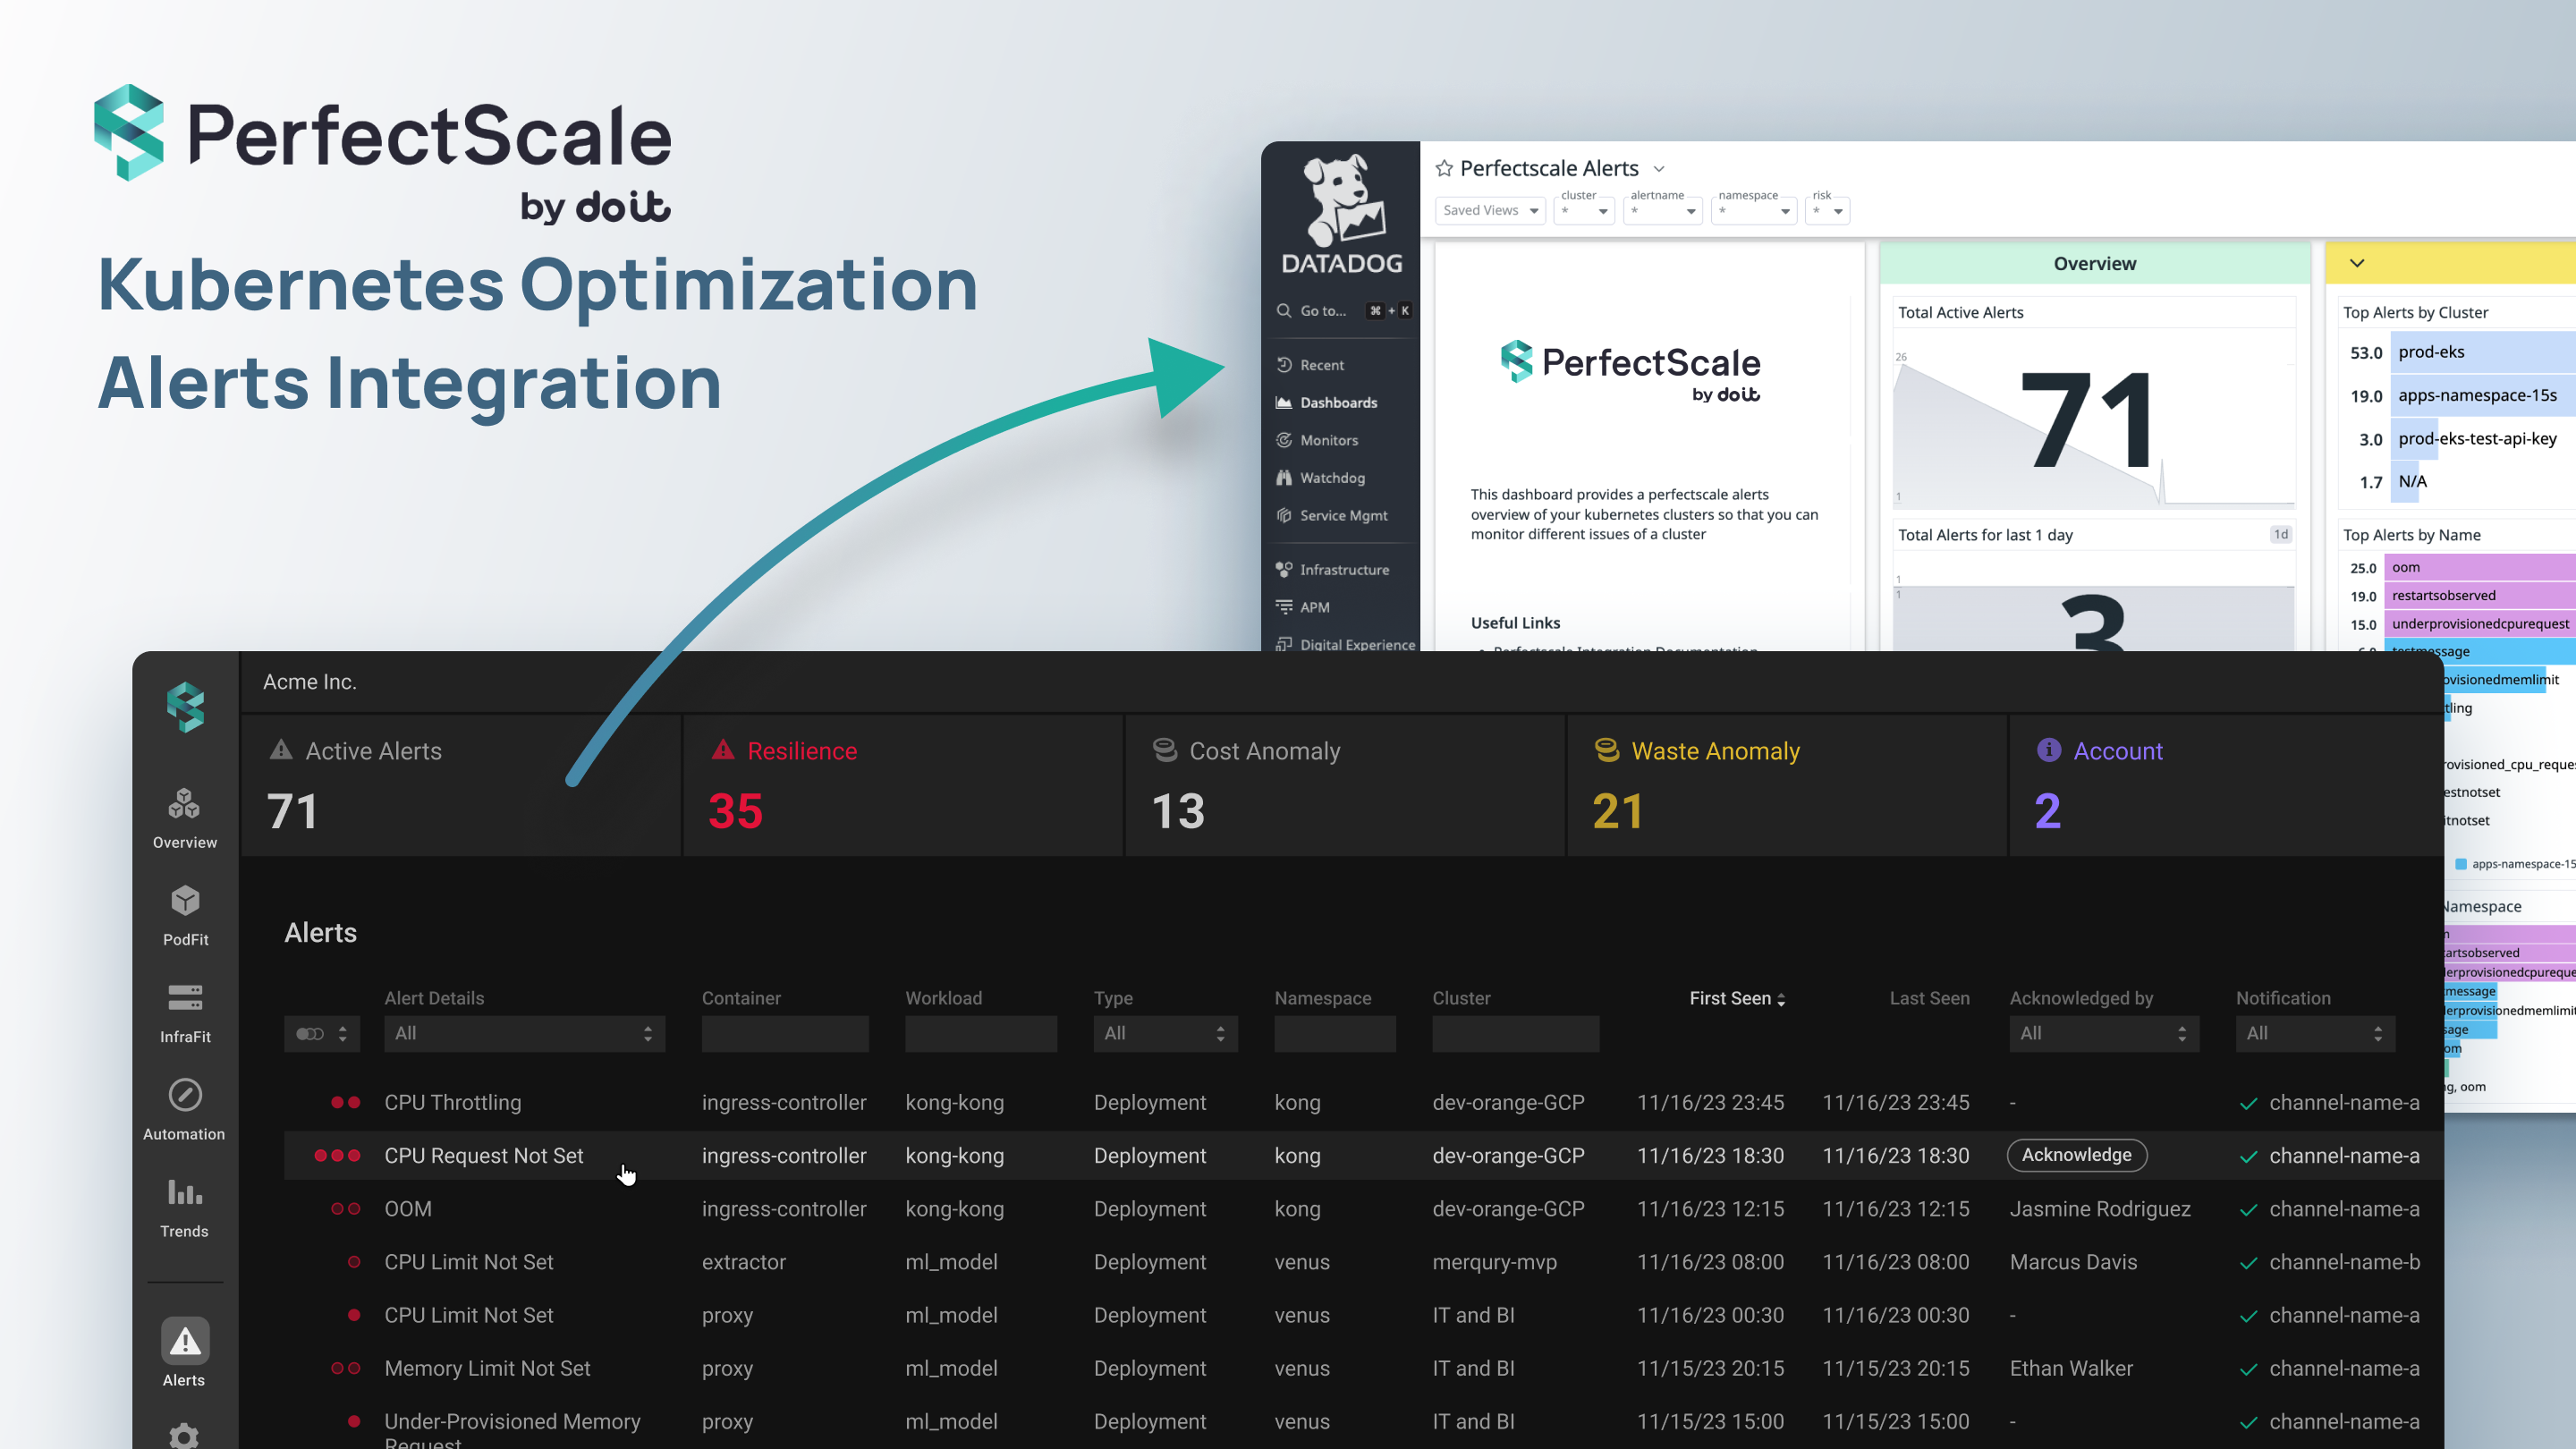 PerfectScale
by doit
Kubernetes Optimization
Alerts Integration
DATADOG
Go to... ⌘ + K
Recent
Dashboards
Monitors
Watchdog
Service Mgmt
Infrastructure
APM
Digital Experience
Perfectscale Alerts
Saved Views
cluster
*
alertname
*
namespace
*
risk
*
PerfectScale
by doit
This dashboard provides a perfectscale alerts
overview of your kubernetes clusters so that you can
monitor different issues of a cluster
Useful Links
Perfectscale Integration Documentation
Overview
Total Active Alerts
26
71
1
Total Alerts for last 1 day 1d
1
1
3
Top Alerts by Cluster
53.0 prod-eks
19.0 apps-namespace-15s
3.0 prod-eks-test-api-key
1.7 N/A
Top Alerts by Name
25.0 oom
19.0 restartsobserved
15.0 underprovisionedcpurequest
testmessage
ovisionedmemlimit
tling
rovisioned_cpu_reque
estnotset
itnotset
apps-namespace-15
Namespace
artsobserved
derprovisionedcpureque
message
derprovisionedmemlimit
sage
om
ng, oom
Acme Inc.
Active Alerts
71
Resilience
35
Cost Anomaly
13
Waste Anomaly
21
Account
2
Overview
PodFit
InfraFit
Automation
Trends
Alerts
Alerts
Alert Details Container Workload Type Namespace Cluster First Seen Last Seen Acknowledged by Notification
All All All All
CPU Throttling ingress-controller kong-kong Deployment kong dev-orange-GCP 11/16/23 23:45 11/16/23 23:45 - channel-name-a
CPU Request Not Set ingress-controller kong-kong Deployment kong dev-orange-GCP 11/16/23 18:30 11/16/23 18:30 Acknowledge channel-name-a
OOM ingress-controller kong-kong Deployment kong dev-orange-GCP 11/16/23 12:15 11/16/23 12:15 Jasmine Rodriguez channel-name-a
CPU Limit Not Set extractor ml_model Deployment venus merqury-mvp 11/16/23 08:00 11/16/23 08:00 Marcus Davis channel-name-b
CPU Limit Not Set proxy ml_model Deployment venus IT and BI 11/16/23 00:30 11/16/23 00:30 - channel-name-a
Memory Limit Not Set proxy ml_model Deployment venus IT and BI 11/15/23 20:15 11/15/23 20:15 Ethan Walker channel-name-a
Under-Provisioned Memory proxy ml_model Deployment venus IT and BI 11/15/23 15:00 11/15/23 15:00 - channel-name-a
Request